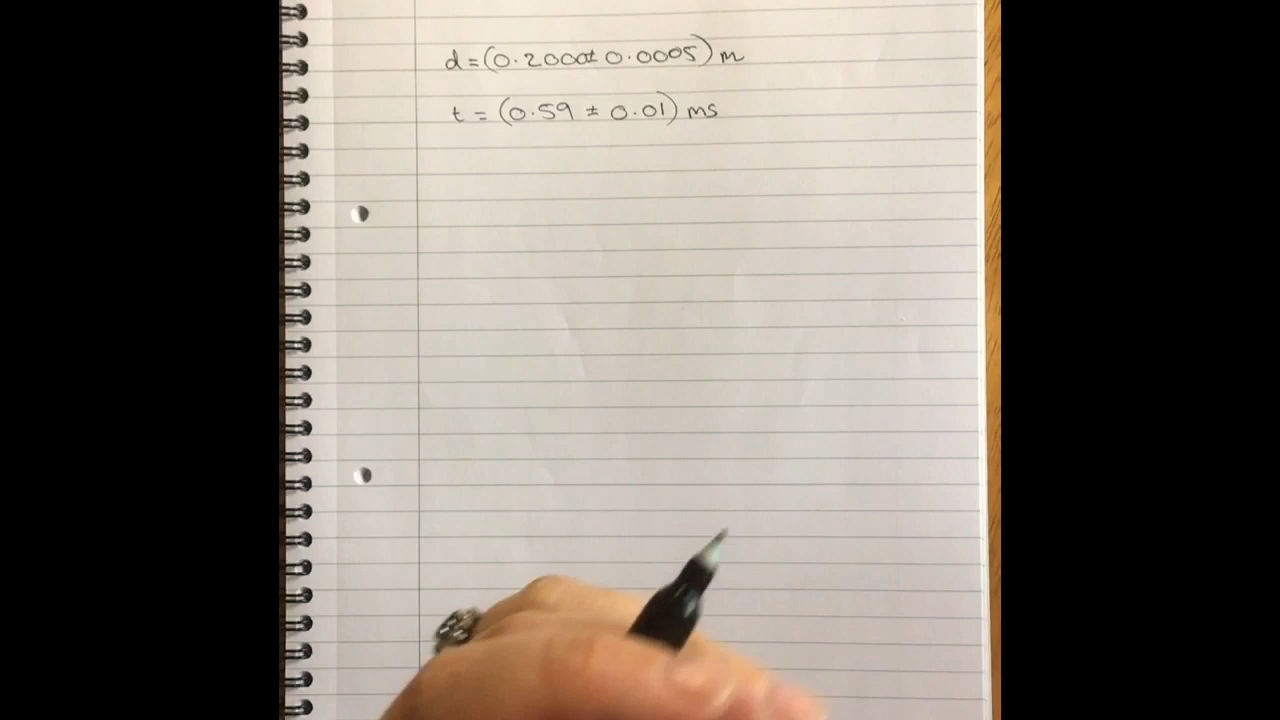 d = (0.2000 ± 0.0005) m
t = (0.59 ± 0.01) ms